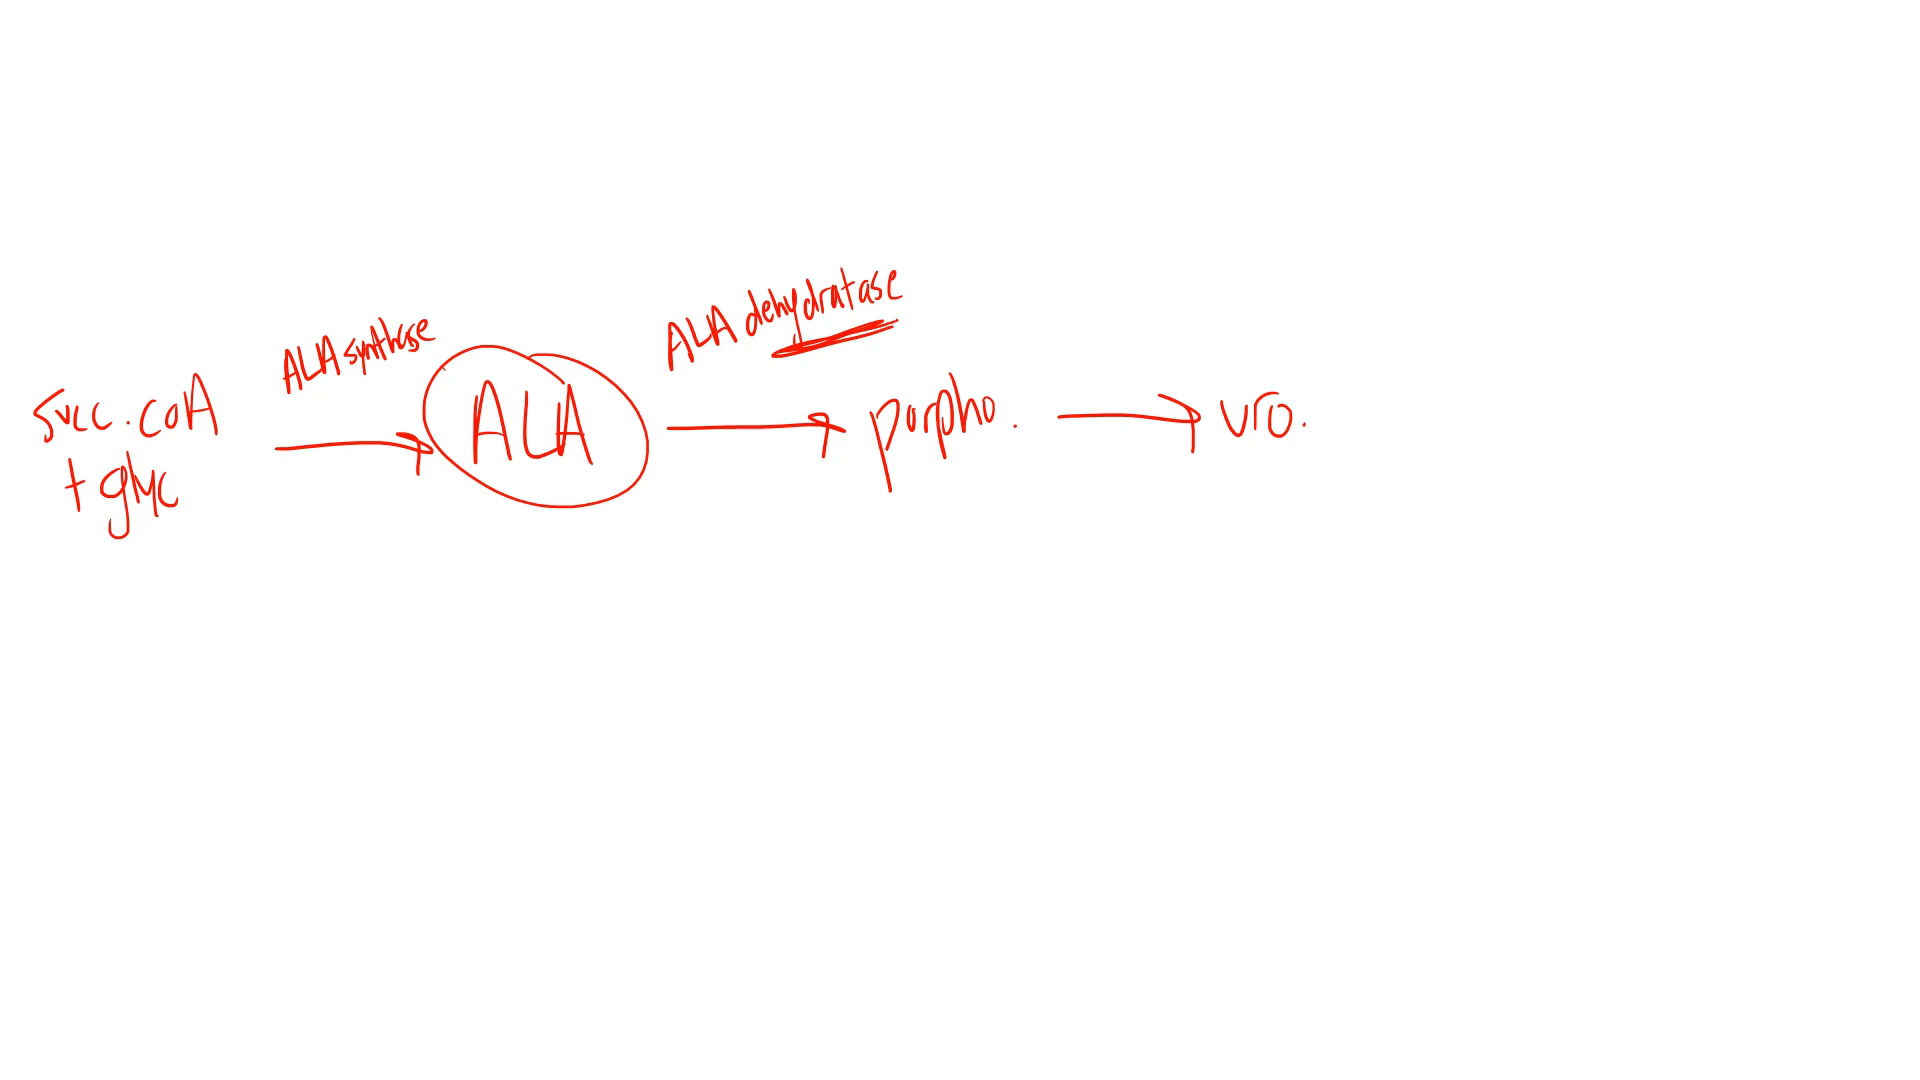 succ. coA
+ glyc
ALA synthase
ALA
ALA dehydratase
porpho.
uro.